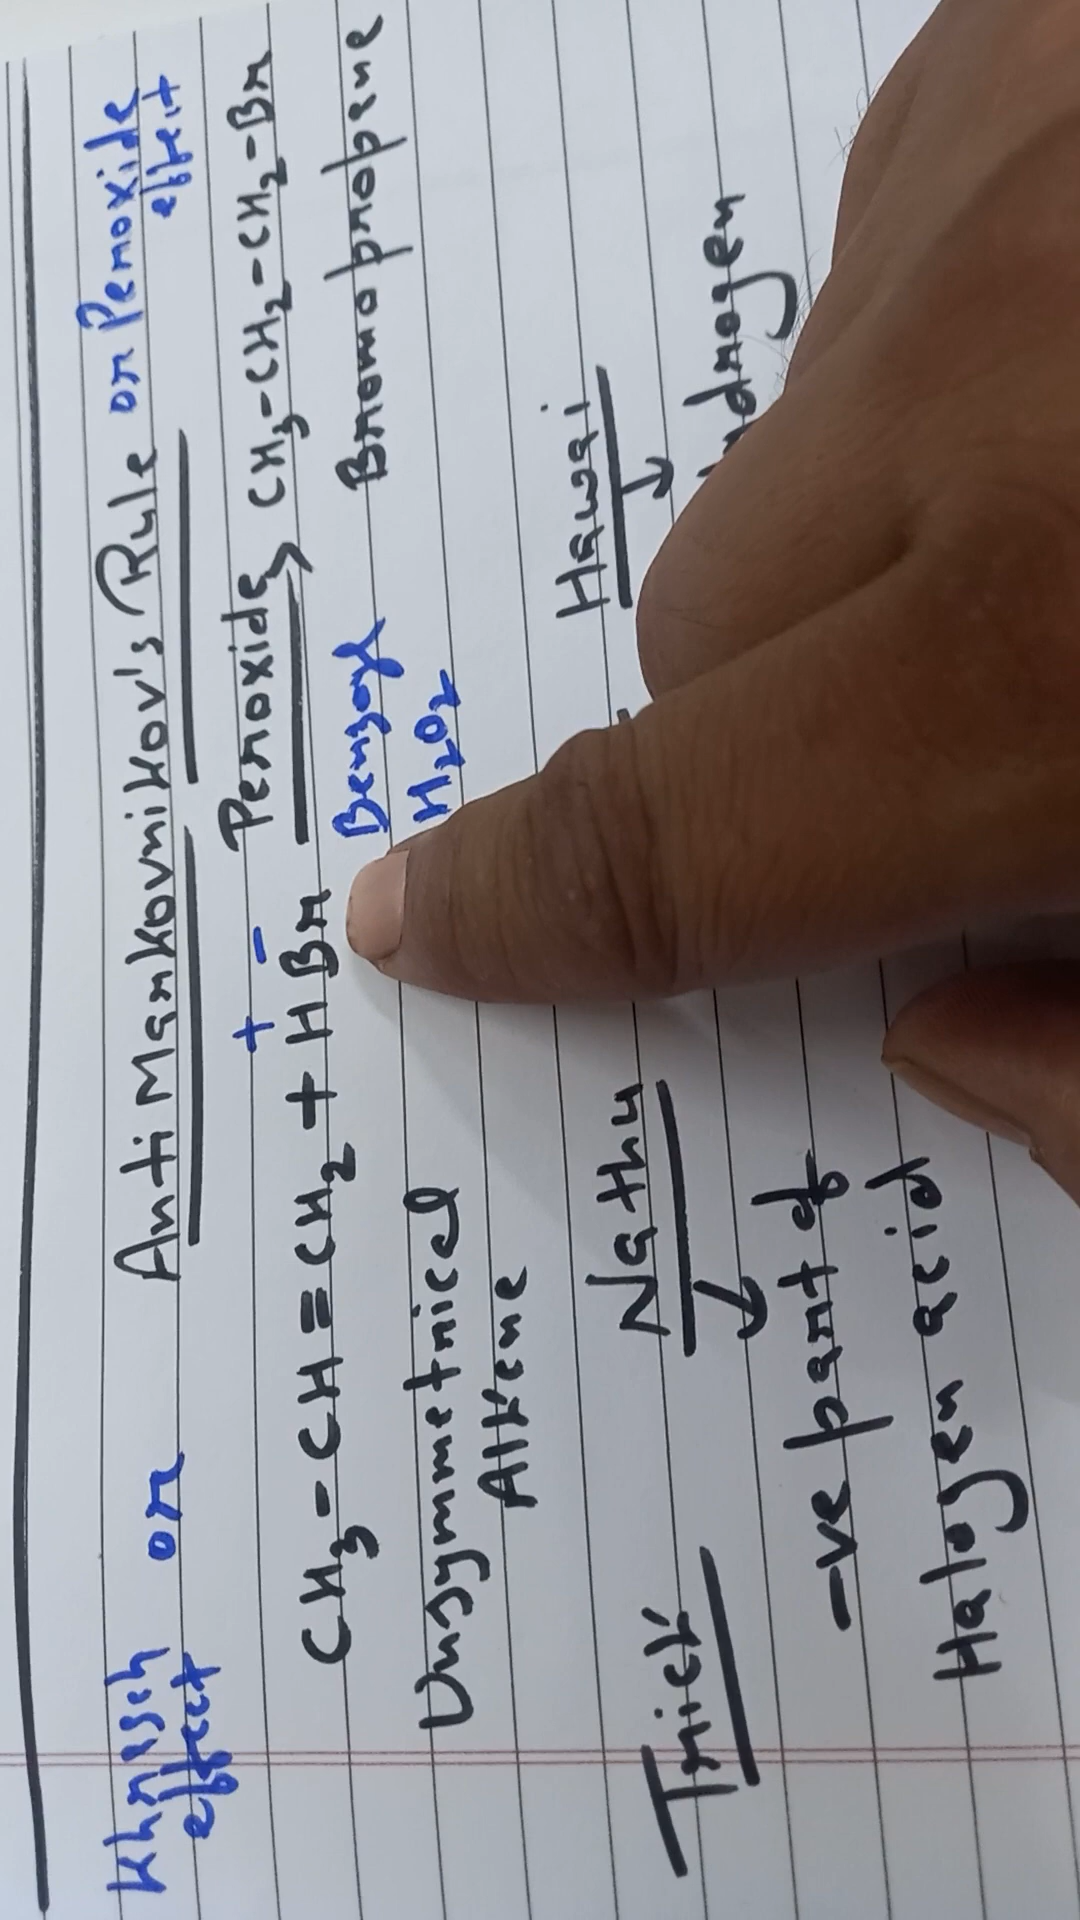 Khrisch effect or Anti Markovnikov's Rule or Peroxide effect
CH3-CH=CH2 + H+Br- Peroxide CH3-CH2-CH2-Br
Unsymmetrical Alkene Benzoyl H2O2 Bromopropene
Trick Nathu Hawai
-ve part of Halogen acid